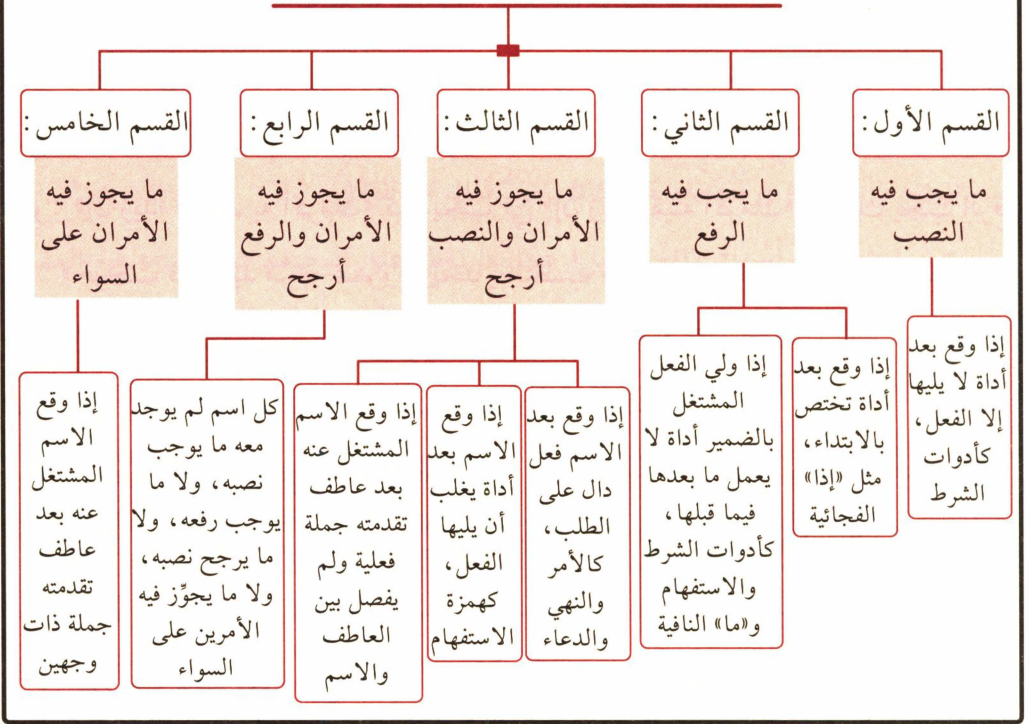 القسم الأول:
ما يجب فيه
النصب
إذا وقع بعد
أداة لا يليها
إلا الفعل،
كأدوات
الشرط
القسم الثاني:
ما يجب فيه
الرفع
إذا وقع بعد
أداة تختص
بالابتداء،
مثل «إذا»
الفجائية
إذا ولي الفعل
المشتغل
بالضمير أداة لا
يعمل ما بعدها
فيما قبلها،
كأدوات الشرط
والاستفهام
و«ما» النافية
القسم الثالث:
ما يجوز فيه
الأمران والنصب
أرجح
إذا وقع بعد
الاسم فعل
دال على
الطلب،
كالأمر
والنهي
والدعاء
إذا وقع
الاسم بعد
أداة يغلب
أن يليها
الفعل،
كهمزة
الاستفهام
إذا وقع الاسم
المشتغل عنه
بعد عاطف
تقدمته جملة
فعلية ولم
يفصل بين
العاطف
والاسم
القسم الرابع:
ما يجوز فيه
الأمران والرفع
أرجح
كل اسم لم يوجد
معه ما يوجب
نصبه، ولا ما
يوجب رفعه، ولا
ما يرجح نصبه،
ولا ما يجوِّز فيه
الأمرين على
السواء
القسم الخامس:
ما يجوز فيه
الأمران على
السواء
إذا وقع
الاسم
المشتغل
عنه بعد
عاطف
تقدمته
جملة ذات
وجهين